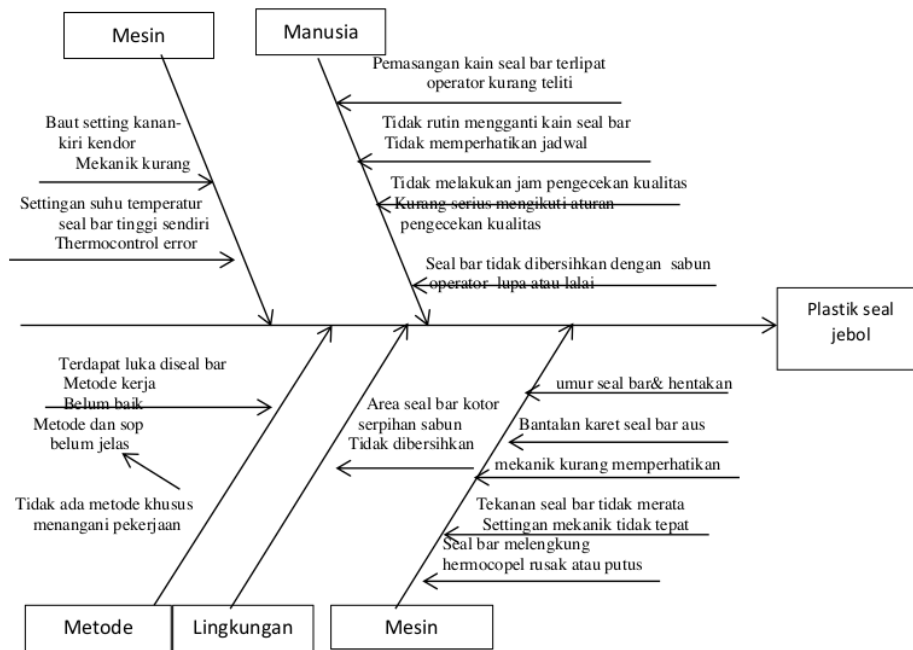 Mesin
Manusia
Pemasangan kain seal bar terlipat
operator kurang teliti
Baut setting kanan-
kiri kendor
Mekanik kurang
Tidak rutin mengganti kain seal bar
Tidak memperhatikan jadwal
Settingan suhu temperatur
seal bar tinggi sendiri
Thermocontrol error
Tidak melakukan jam pengecekan kualitas
Kurang serius mengikuti aturan
pengecekan kualitas
Seal bar tidak dibersihkan dengan sabun
operator lupa atau lalai
Plastik seal
jebol
Terdapat luka diseal bar
Metode kerja
Belum baik
Metode dan sop
belum jelas
Tidak ada metode khusus
menangani pekerjaan
Area seal bar kotor
serpihan sabun
Tidak dibersihkan
umur seal bar& hentakan
Bantalan karet seal bar aus
mekanik kurang memperhatikan
Tekanan seal bar tidak merata
Settingan mekanik tidak tepat
Seal bar melengkung
hermocopel rusak atau putus
Metode
Lingkungan
Mesin